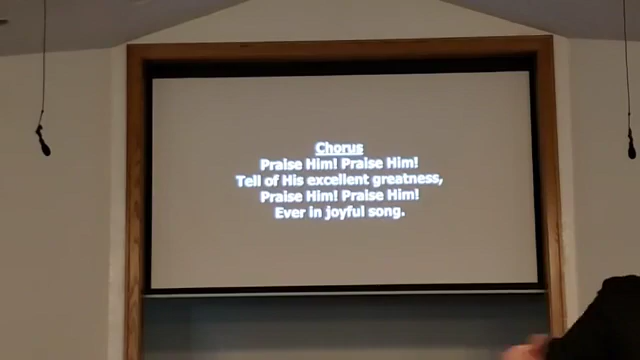 Chorus
Praise Him! Praise Him!
Tell of His excellent greatness,
Praise Him! Praise Him!
Ever in joyful song.